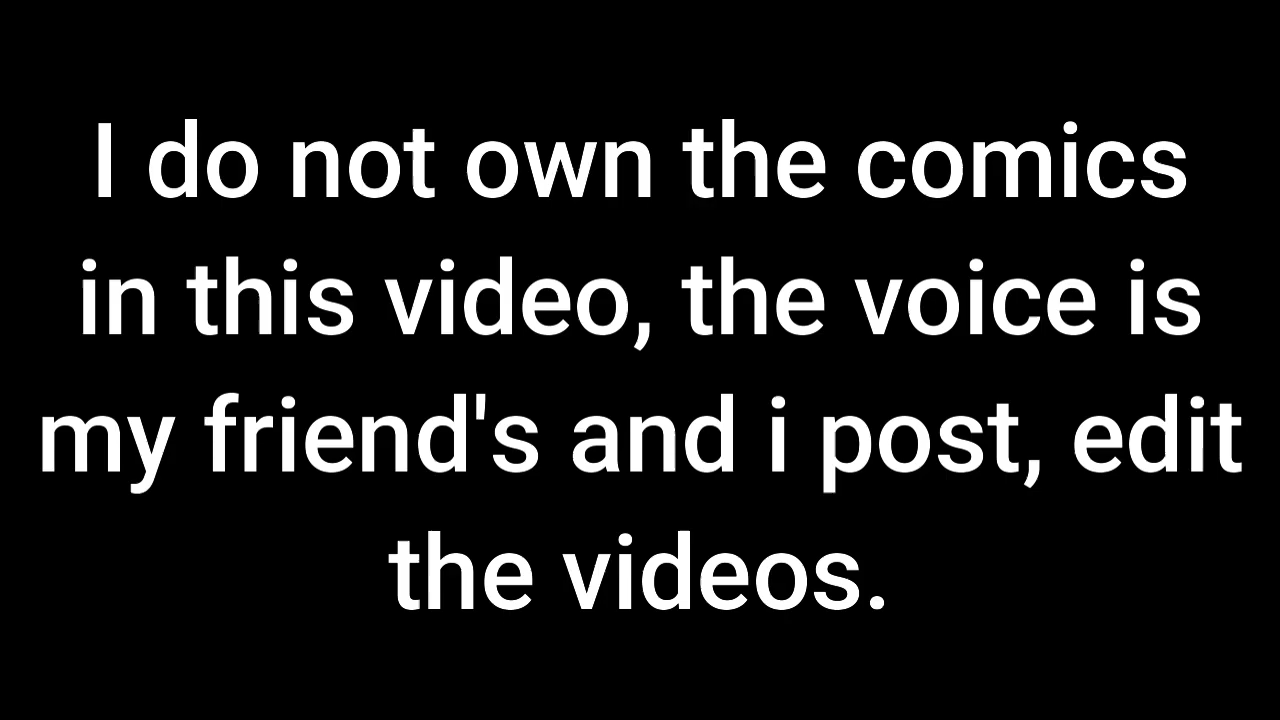 I do not own the comics
in this video, the voice is
my friend's and i post, edit
the videos.